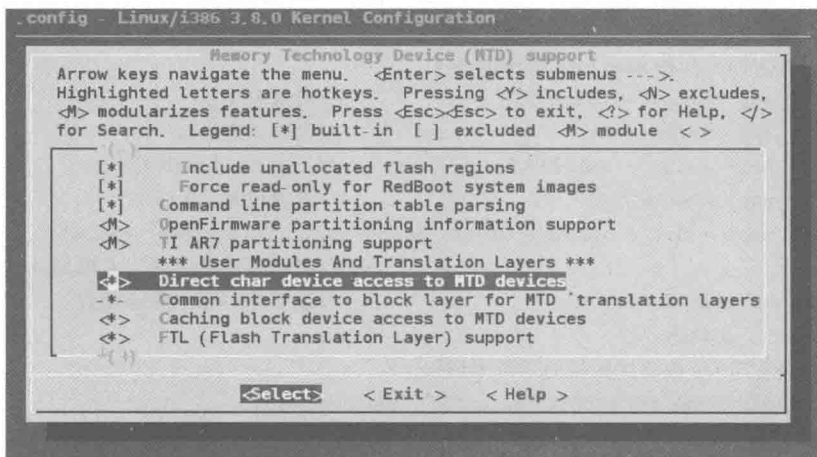 .config - Linux/i386 3.8.0 Kernel Configuration
Memory Technology Device (MTD) support
Arrow keys navigate the menu.  <Enter> selects submenus --->.
Highlighted letters are hotkeys.  Pressing <Y> includes, <N> excludes,
<M> modularizes features.  Press <Esc><Esc> to exit, <?> for Help, </>
for Search.  Legend: [*] built-in  [ ] excluded  <M> module  < >
^(-)
[*]     Include unallocated flash regions
[*]     Force read-only for RedBoot system images
[*]   Command line partition table parsing
<M>   OpenFirmware partitioning information support
<M>   TI AR7 partitioning support
*** User Modules And Translation Layers ***
<*>   Direct char device access to MTD devices
-*-   Common interface to block layer for MTD 'translation layers
<*>   Caching block device access to MTD devices
<*>   FTL (Flash Translation Layer) support
(+)
<Select>    < Exit >    < Help >